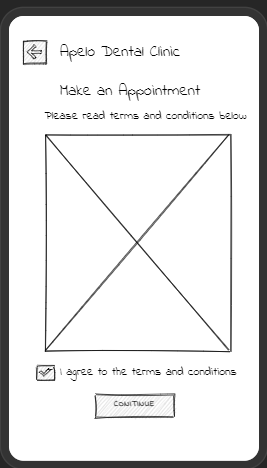 Apelo Dental Clinic
Make an Appointment
Please read terms and conditions below
I agree to the terms and conditions
CONTINUE